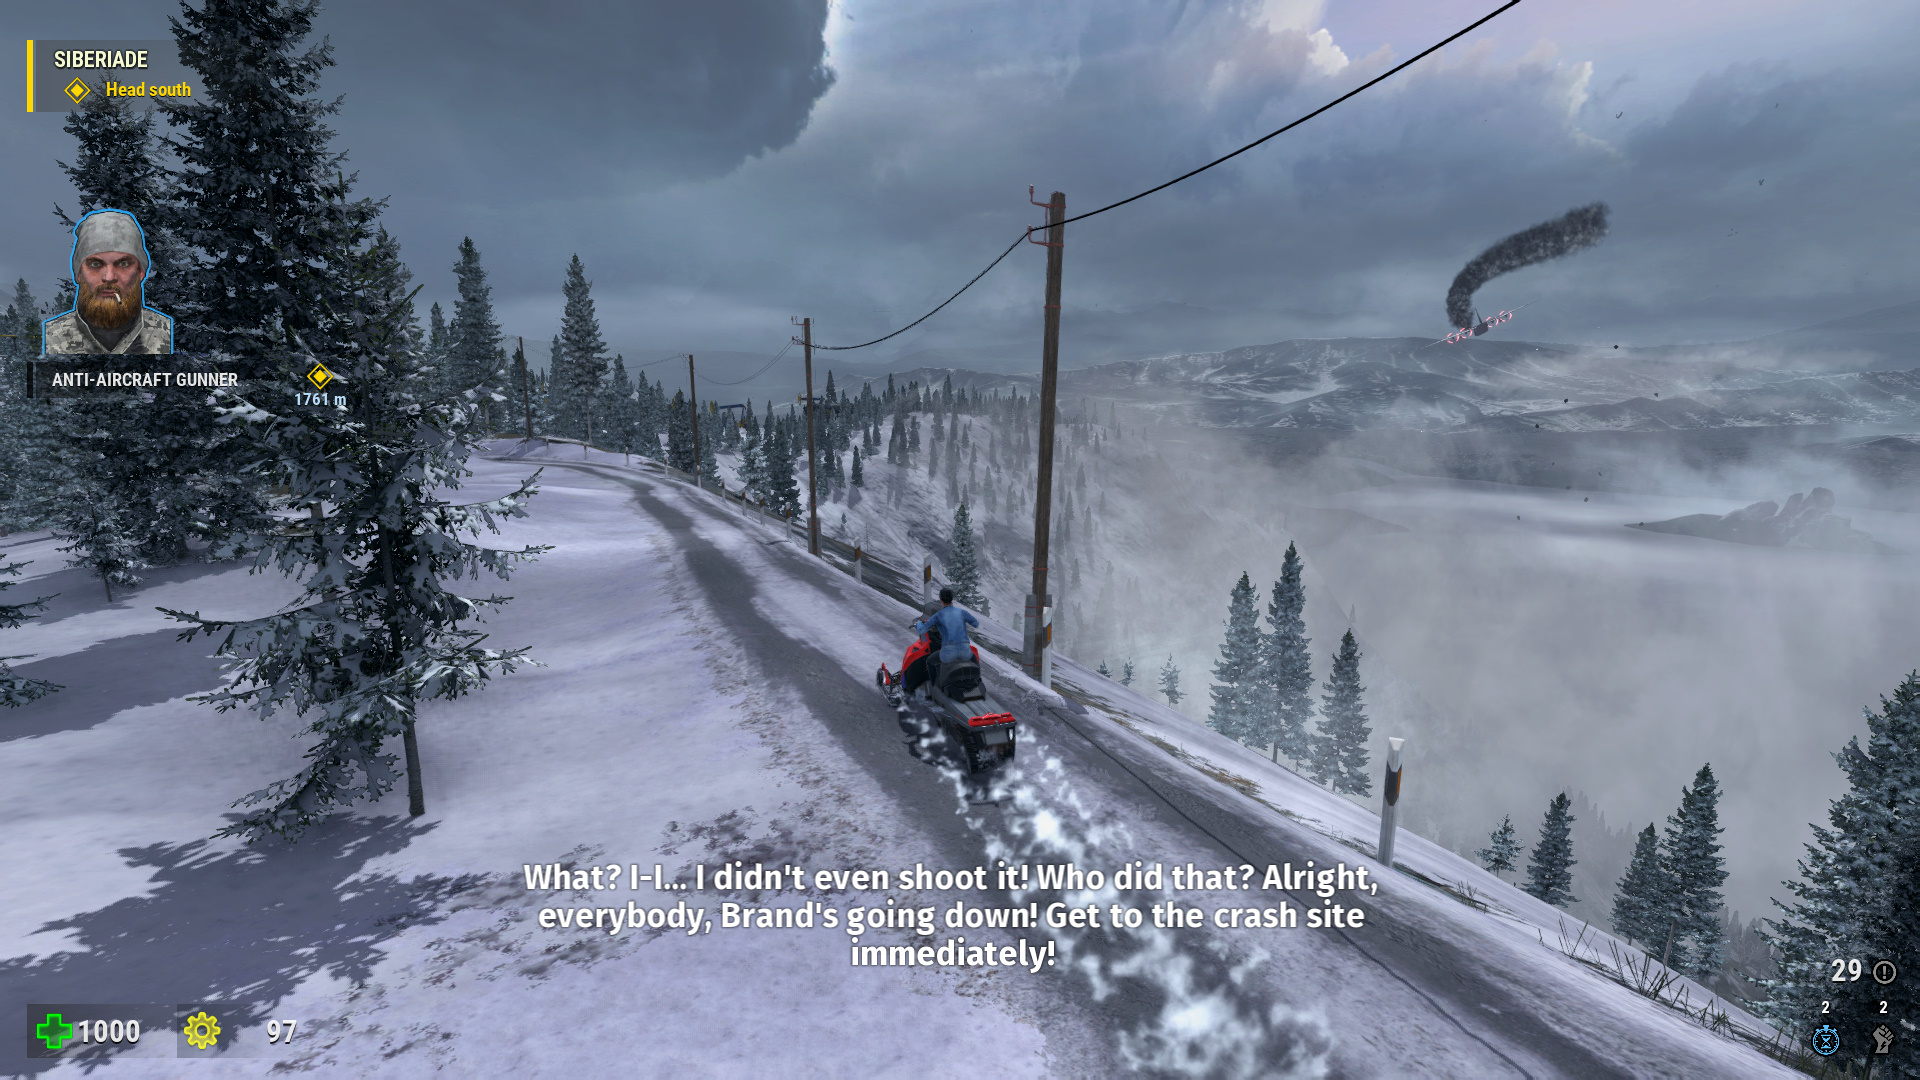 SIBERIADE
Head south
ANTI-AIRCRAFT GUNNER
1761 m
What? I-I... I didn't even shoot it! Who did that? Alright,
everybody, Brand's going down! Get to the crash site
immediately!
29
2 2
1000 97